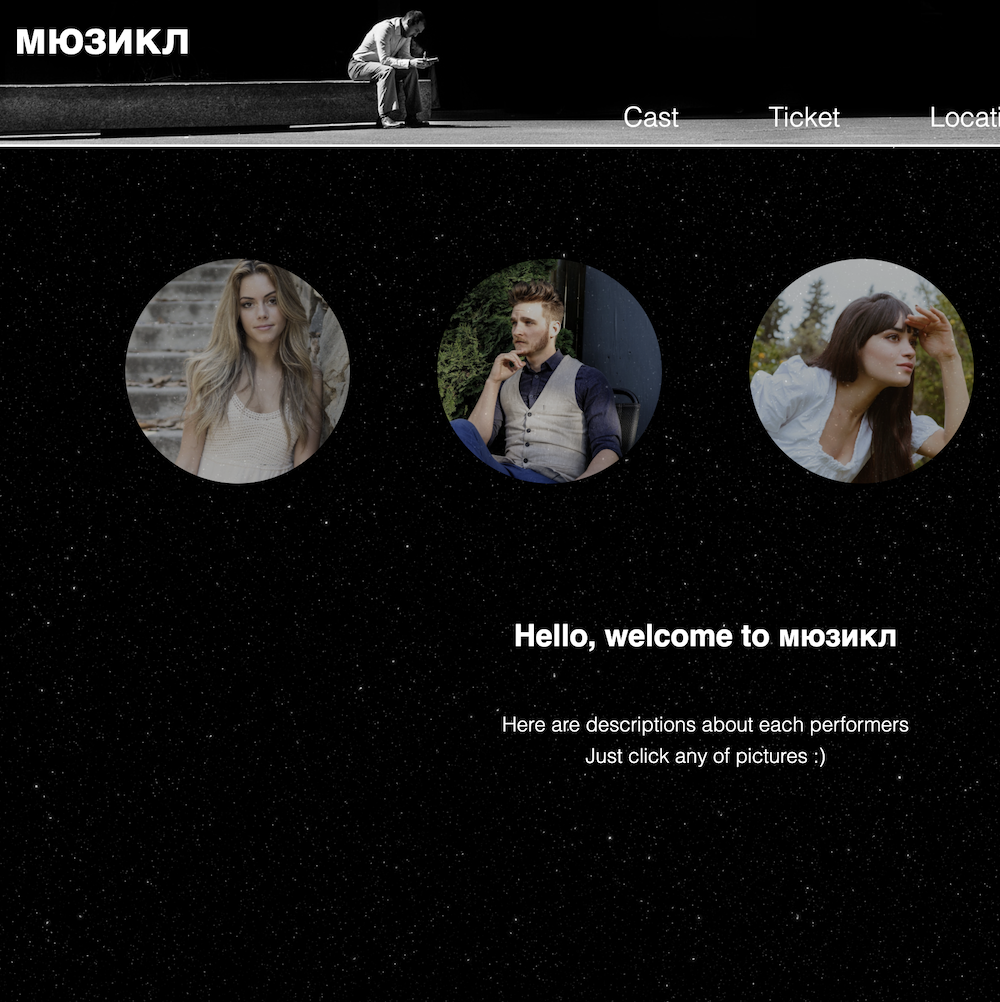 мюзикл
Cast Ticket Locati
Hello, welcome to мюзикл
Here are descriptions about each performers
Just click any of pictures :)